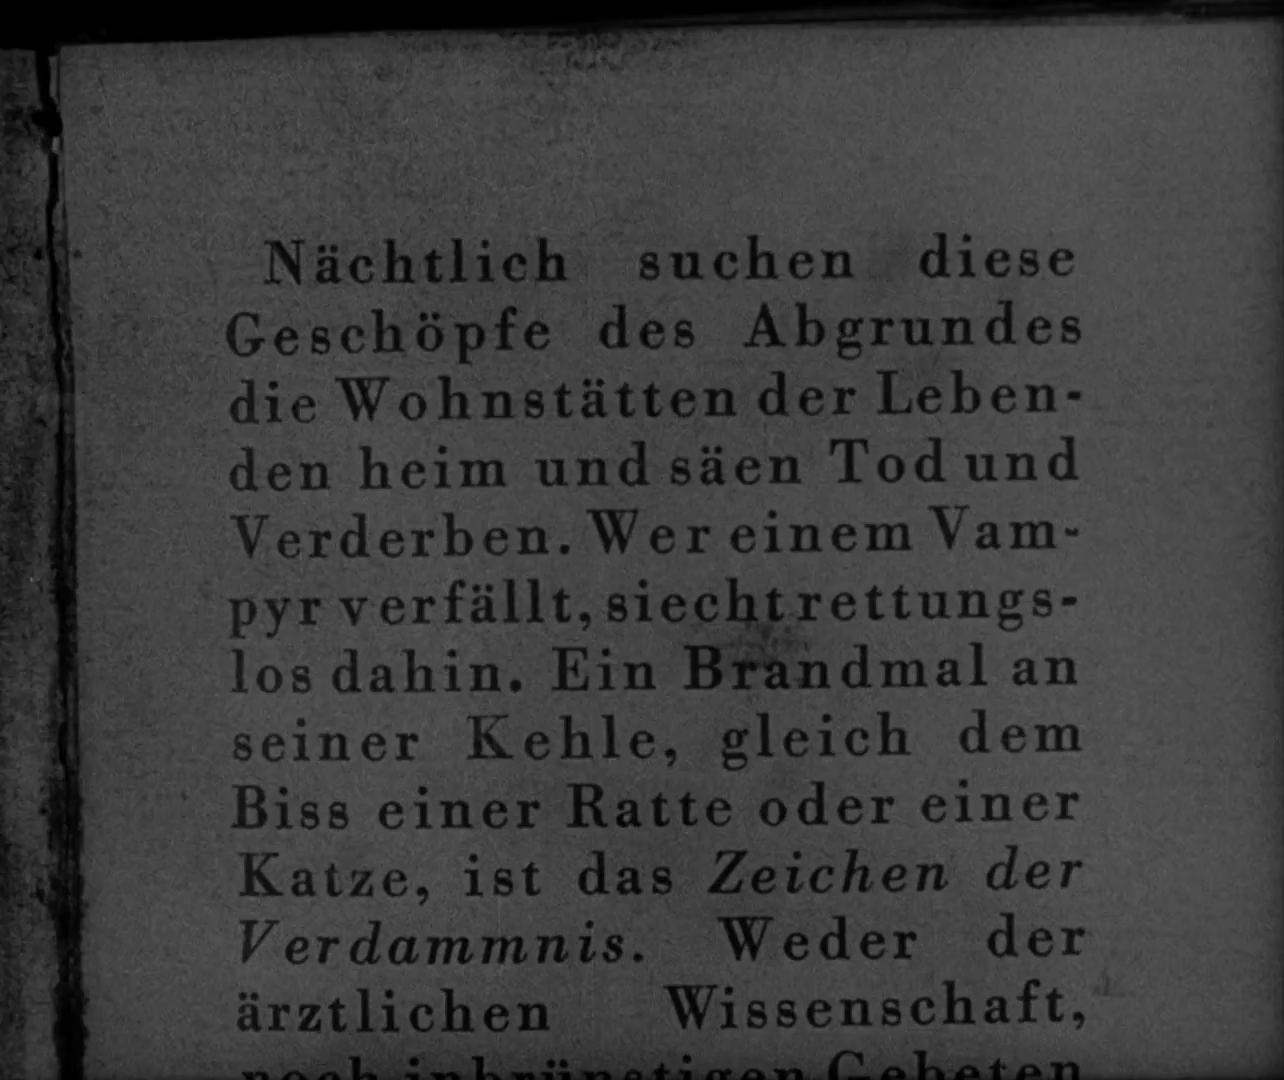 Nächtlich suchen diese
Geschöpfe des Abgrundes
die Wohnstätten der Leben-
den heim und säen Tod und
Verderben. Wer einem Vam-
pyr verfällt, siecht rettungs-
los dahin. Ein Brandmal an
seiner Kehle, gleich dem
Biss einer Ratte oder einer
Katze, ist das Zeichen der
Verdammnis. Weder der
ärztlichen Wissenschaft,
noch inbrünstigen Gebeten